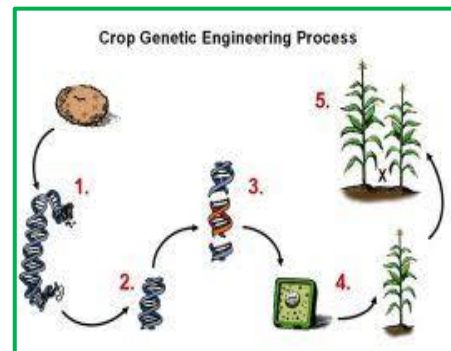 Crop Genetic Engineering Process
1.
2.
3.
4.
5.
X